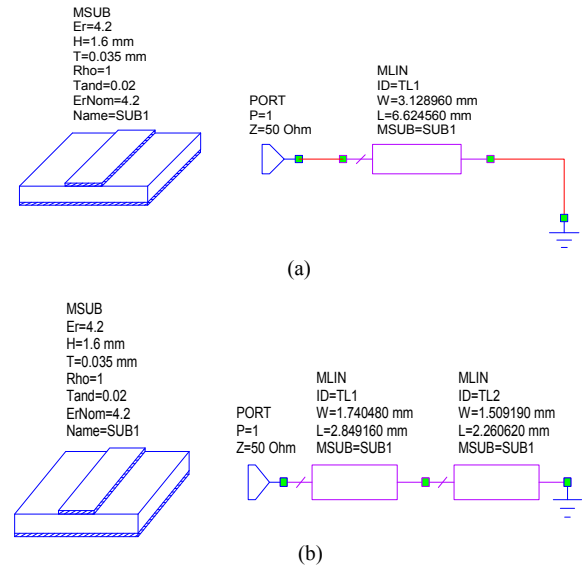 MSUB
Er=4.2
H=1.6 mm
T=0.035 mm
Rho=1
Tand=0.02
ErNom=4.2
Name=SUB1
PORT
P=1
Z=50 Ohm
MLIN
ID=TL1
W=3.128960 mm
L=6.624560 mm
MSUB=SUB1
(a)
MSUB
Er=4.2
H=1.6 mm
T=0.035 mm
Rho=1
Tand=0.02
ErNom=4.2
Name=SUB1
PORT
P=1
Z=50 Ohm
MLIN
ID=TL1
W=1.740480 mm
L=2.849160 mm
MSUB=SUB1
MLIN
ID=TL2
W=1.509190 mm
L=2.260620 mm
MSUB=SUB1
(b)